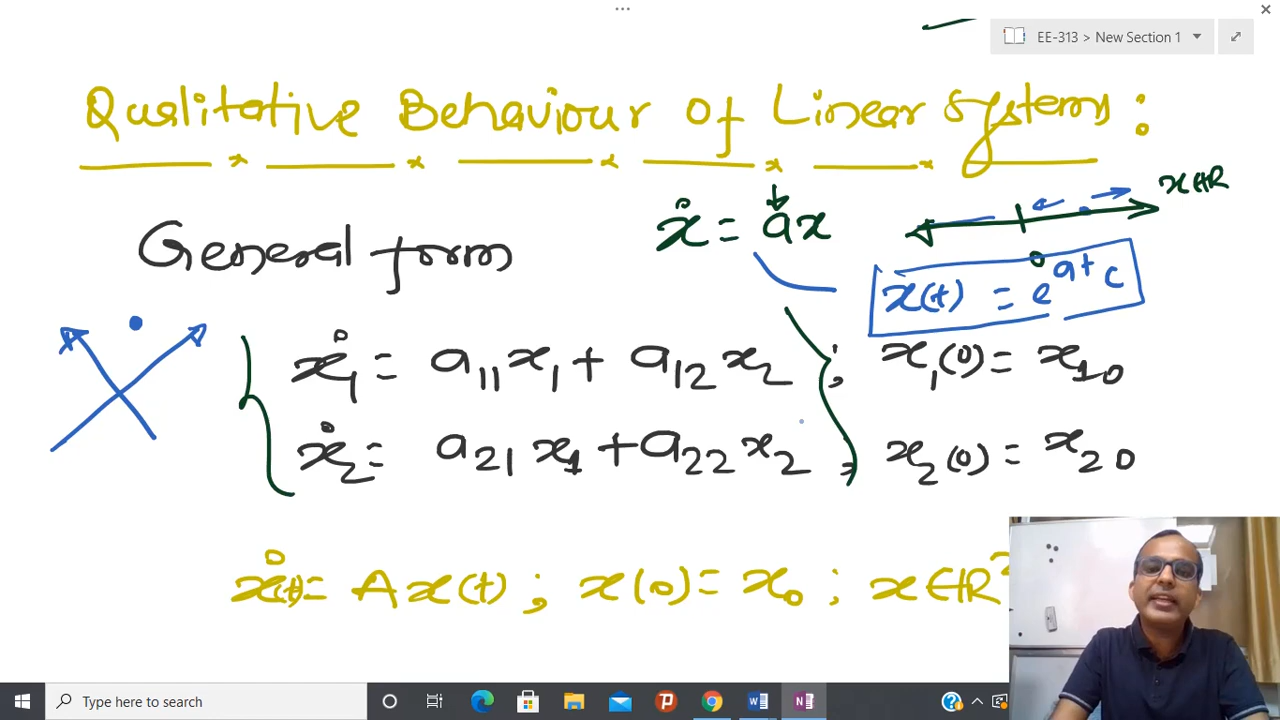 EE-313 > New Section 1
Qualitative Behaviour of Linear Systems:
ẋ = ax
x∈ℝ
0
General form
x(t) = e^{at} c
ẋ₁ = a₁₁x₁ + a₁₂x₂ ; x₁(0) = x₁₀
ẋ₂ = a₂₁x₁ + a₂₂x₂ ; x₂(0) = x₂₀
ẋ(t) = Ax(t) ; x(0) = x₀ ; x∈ℝ²
Type here to search